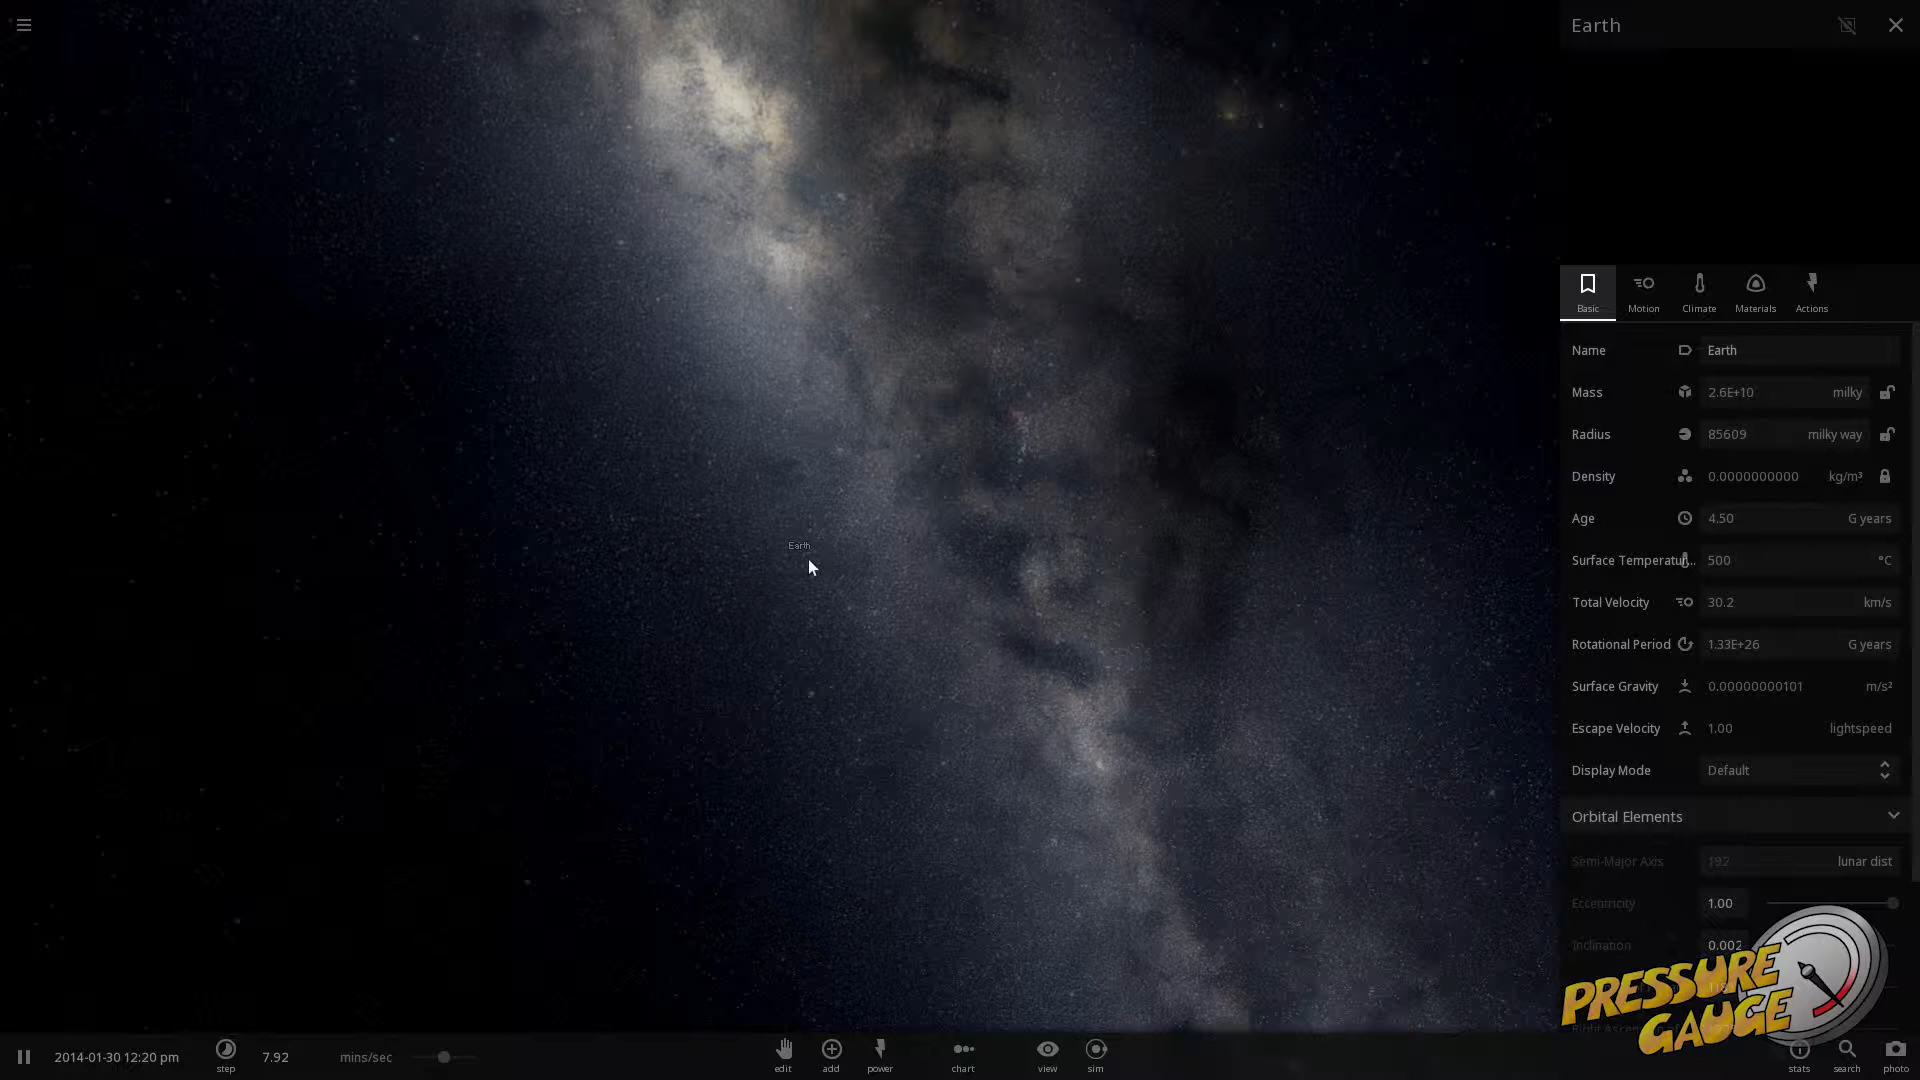 Earth
Basic
Motion
Climate
Materials
Actions
Name Earth
Mass 2.6E+10 milky
Radius 85609 milky way
Density 0.0000000000 kg/m³
Age 4.50 G years
Surface Temperatur... 500 °C
Total Velocity 30.2 km/s
Rotational Period 1.33E+26 G years
Surface Gravity 0.00000000101 m/s²
Escape Velocity 1.00 lightspeed
Display Mode Default
Orbital Elements
Semi-Major Axis 192 lunar dist
Eccentricity 1.00
Inclination 0.002
Earth
PRESSURE
GAUGE
2014-01-30 12:20 pm
step
7.92 mins/sec
edit
add
power
chart
view
sim
stats
search
photo